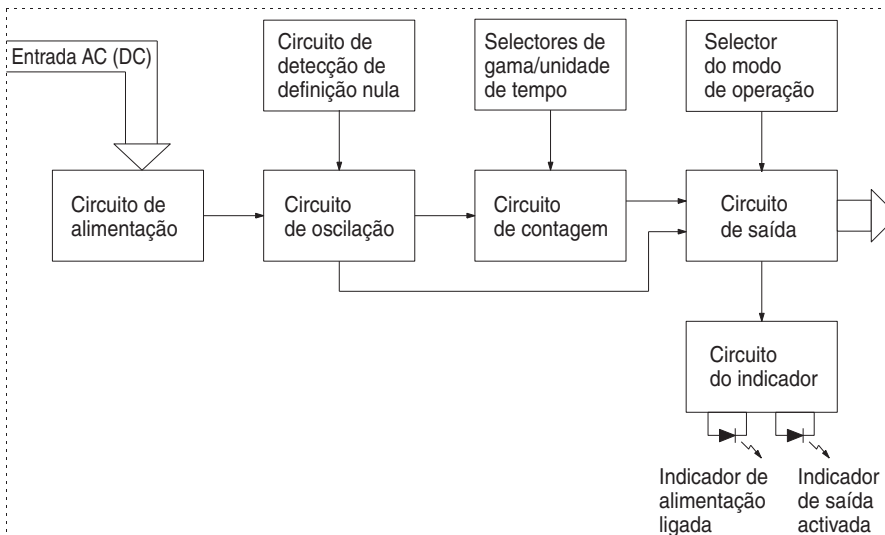 Entrada AC (DC)
Circuito de
detecção de
definição nula
Selectores de
gama/unidade
de tempo
Selector
do modo
de operação
Circuito de
alimentação
Circuito
de oscilação
Circuito
de contagem
Circuito
de saída
Circuito
do indicador
Indicador de
alimentação
ligada
Indicador
de saída
activada